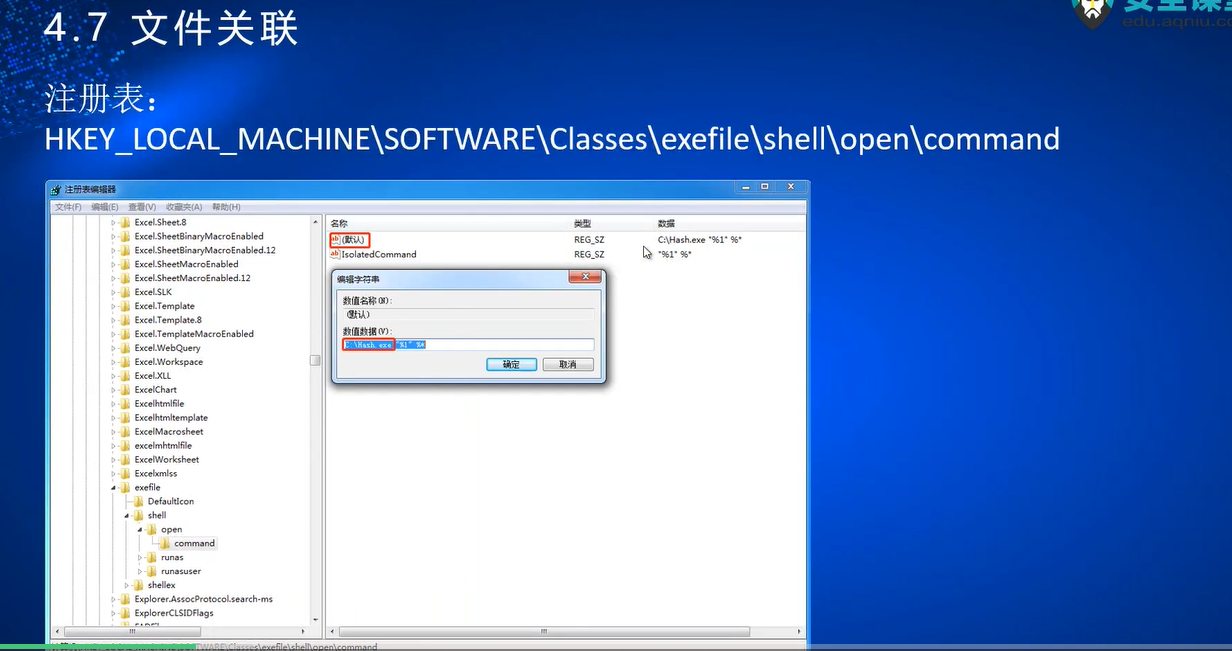 4.7 文件关联
安全课
edu.aqniu.co
注册表：
HKEY_LOCAL_MACHINE\SOFTWARE\Classes\exefile\shell\open\command
注册表编辑器
文件(F) 编辑(E) 查看(V) 收藏夹(A) 帮助(H)
名称 类型 数据
(默认) REG_SZ C:\Hash.exe "%1" %*
IsolatedCommand REG_SZ "%1" %*
编辑字符串
数值名称(N):
(默认)
数值数据(V):
C:\Hash.exe "%1" %*
确定 取消
Excel.Sheet.8
Excel.SheetBinaryMacroEnabled
Excel.SheetBinaryMacroEnabled.12
Excel.SheetMacroEnabled
Excel.SheetMacroEnabled.12
Excel.SLK
Excel.Template
Excel.Template.8
Excel.TemplateMacroEnabled
Excel.WebQuery
Excel.Workspace
Excel.XLL
ExcelChart
Excelhtmlfile
Excelhtmltemplate
ExcelMacrosheet
excelmhtmlfile
ExcelWorksheet
Excelxmlss
exefile
DefaultIcon
shell
open
command
runas
runasuser
shellex
Explorer.AssocProtocol.search-ms
ExplorerCLSIDFlags
TWARE\Classes\exefile\shell\open\command